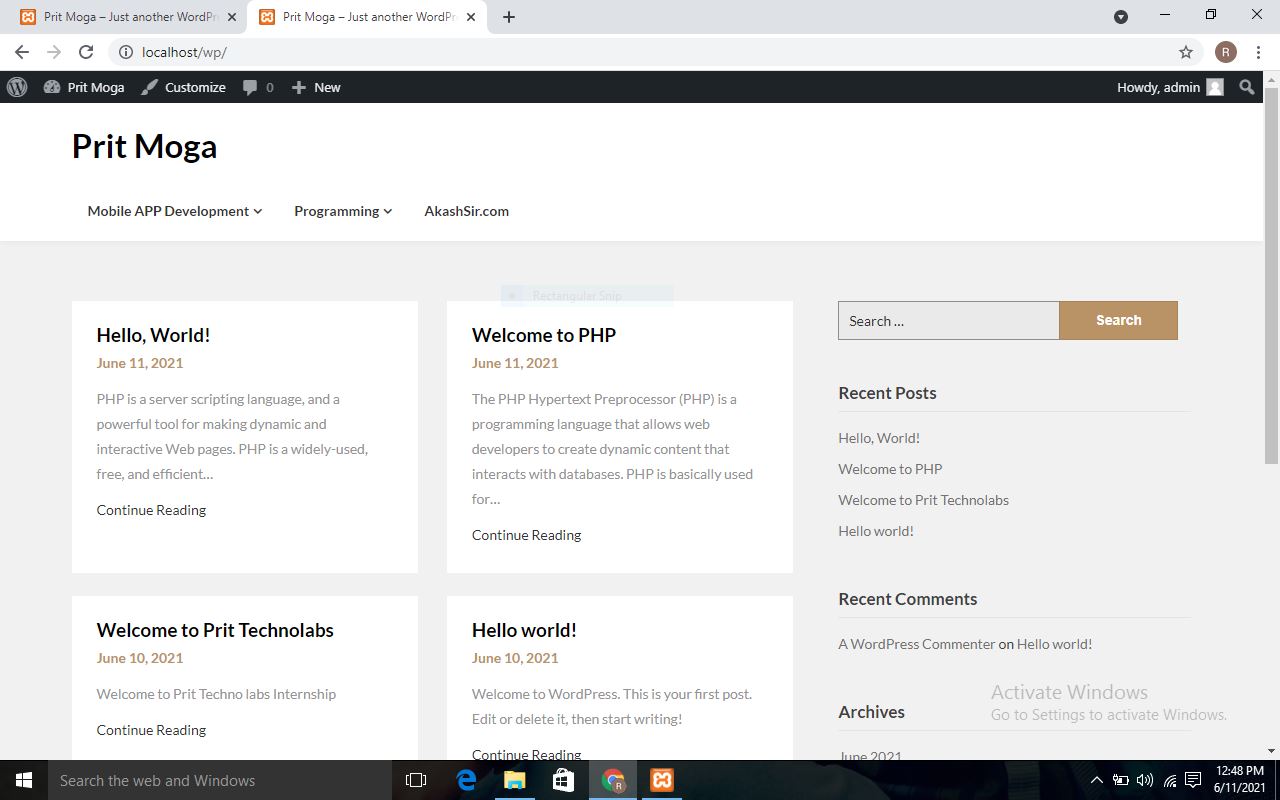 Prit Moga – Just another WordPr
Prit Moga – Just another WordPr
localhost/wp/
R
Prit Moga
Customize
0
New
Howdy, admin
Prit Moga
Mobile APP Development
Programming
AkashSir.com
Rectangular Snip
Hello, World!
June 11, 2021
PHP is a server scripting language, and a
powerful tool for making dynamic and
interactive Web pages. PHP is a widely-used,
free, and efficient…
Continue Reading
Welcome to PHP
June 11, 2021
The PHP Hypertext Preprocessor (PHP) is a
programming language that allows web
developers to create dynamic content that
interacts with databases. PHP is basically used
for…
Continue Reading
Welcome to Prit Technolabs
June 10, 2021
Welcome to Prit Techno labs Internship
Continue Reading
Hello world!
June 10, 2021
Welcome to WordPress. This is your first post.
Edit or delete it, then start writing!
Continue Reading
Search …
Search
Recent Posts
Hello, World!
Welcome to PHP
Welcome to Prit Technolabs
Hello world!
Recent Comments
A WordPress Commenter on Hello world!
Archives
June 2021
Activate Windows
Go to Settings to activate Windows.
Search the web and Windows
R
12:48 PM
6/11/2021